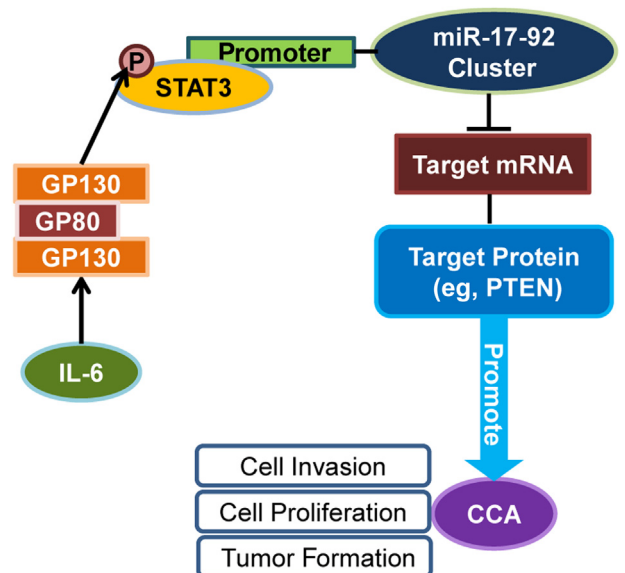 Promoter
miR-17-92
Cluster
P
STAT3
Target mRNA
GP130
GP80
GP130
Target Protein
(eg, PTEN)
IL-6
Promote
Cell Invasion
Cell Proliferation
CCA
Tumor Formation